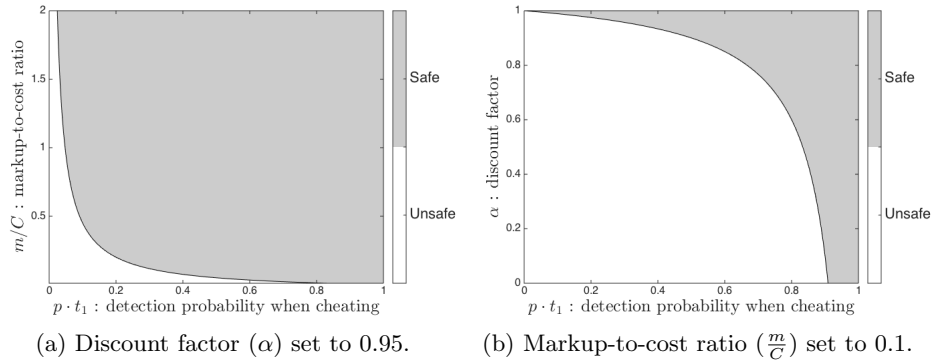 2
1.5
1
0.5
0 0.2 0.4 0.6 0.8 1
m/C : markup-to-cost ratio
p · t₁ : detection probability when cheating
Safe
Unsafe
(a) Discount factor (α) set to 0.95.
1
0.8
0.6
0.4
0.2
0
0 0.2 0.4 0.6 0.8 1
α : discount factor
p · t₁ : detection probability when cheating
Safe
Unsafe
(b) Markup-to-cost ratio (m/C) set to 0.1.